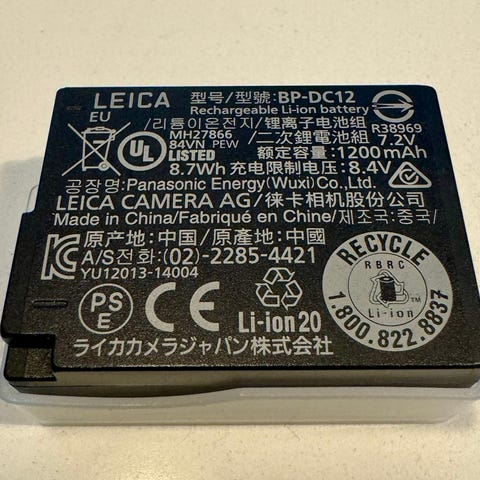 LEICA 型号/型號:BP-DC12
EU Rechargeable Li-ion battery
/리튬이온전지/锂离子电池组
R38969
MH27866 /二次鋰電池組 7.2V
84VN PEW 额定容量:1200mAh
UL LISTED
8.7Wh 充电限制电压:8.4V
공장명:Panasonic Energy(Wuxi)Co.,Ltd.
LEICA CAMERA AG/徕卡相机股份公司
Made in China/Fabriqué en Chine/제조국:중국/
原产地:中国/原產地:中國
A/S전화:(02)-2285-4421
YU12013-14004
PS
E
CE
Li-ion20
ライカカメラジャパン株式会社
RECYCLE
RBRC
TM
Li-ion
1.800.822.8837